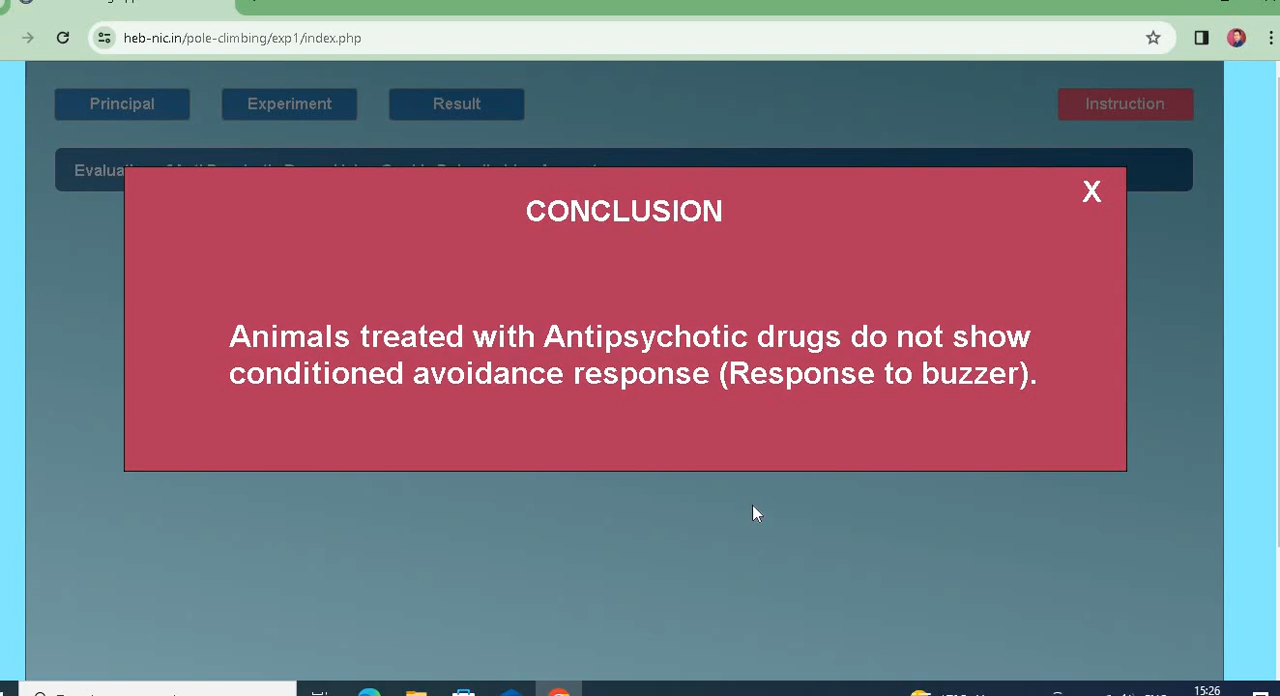 heb-nic.in/pole-climbing/exp1/index.php
Principal Experiment Result Instruction
CONCLUSION
X
Animals treated with Antipsychotic drugs do not show
conditioned avoidance response (Response to buzzer).
15:26